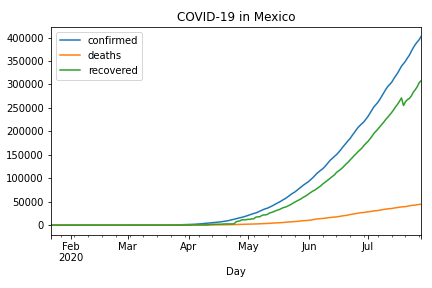 COVID-19 in Mexico
confirmed
deaths
recovered
400000
350000
300000
250000
200000
150000
100000
50000
0
Feb Mar Apr May Jun Jul
2020
Day